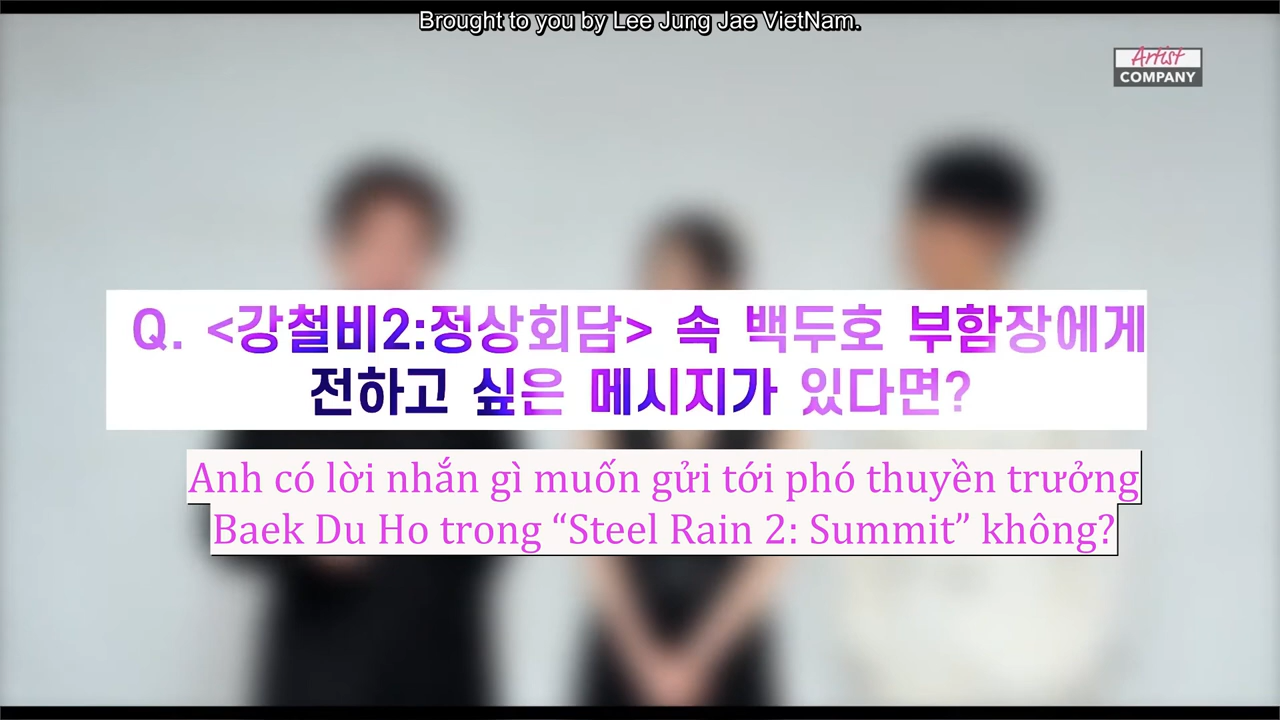 Brought to you by Lee Jung Jae VietNam.
Artist
COMPANY
Q. <강철비2:정상회담> 속 백두호 부함장에게
전하고 싶은 메시지가 있다면?
Anh có lời nhắn gì muốn gửi tới phó thuyền trưởng
Baek Du Ho trong “Steel Rain 2: Summit” không?